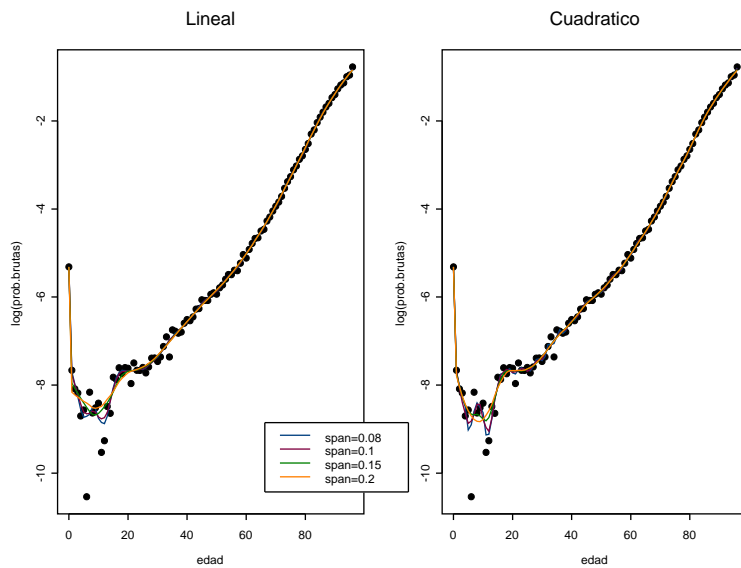 Lineal
Cuadratico
log(prob.brutas)
-2
-4
-6
-8
-10
0
20
40
60
80
edad
span=0.08
span=0.1
span=0.15
span=0.2
log(prob.brutas)
-2
-4
-6
-8
-10
0
20
40
60
80
edad